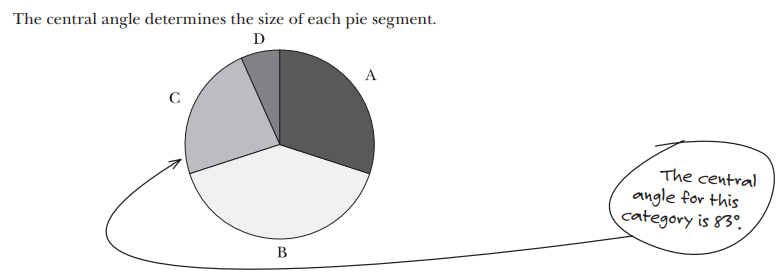 The central angle determines the size of each pie segment.
D
A
C
B
The central
angle for this
category is 83°.